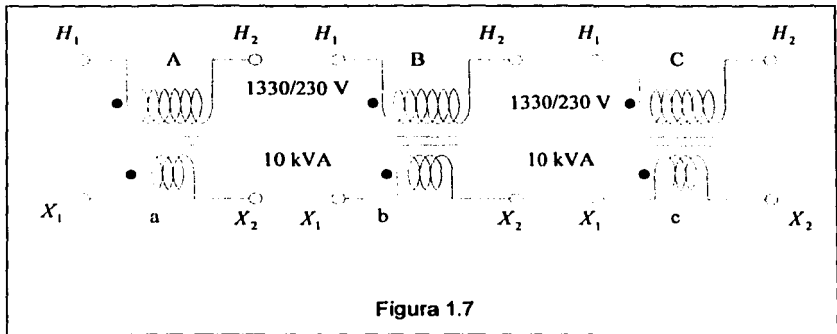 H₁ A H₂ H₁ B H₂ H₁ C H₂
1330/230 V 1330/230 V
10 kVA 10 kVA
X₁ a X₂ X₁ b X₂ X₁ c X₂
Figura 1.7